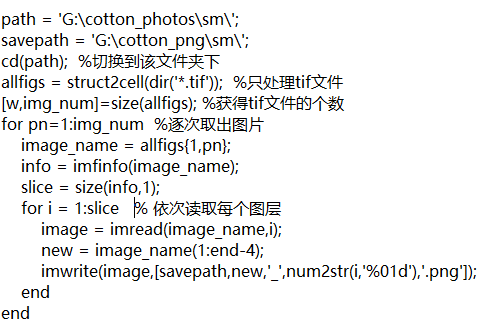 path = 'G:\cotton_photos\sm\';
savepath = 'G:\cotton_png\sm\';
cd(path);  %切换到该文件夹下
allfigs = struct2cell(dir('*.tif'));  %只处理tif文件
[w,img_num]=size(allfigs); %获得tif文件的个数
for pn=1:img_num  %逐次取出图片
    image_name = allfigs{1,pn};
    info = imfinfo(image_name);
    slice = size(info,1);
    for i = 1:slice   % 依次读取每个图层
        image = imread(image_name,i);
        new = image_name(1:end-4);
        imwrite(image,[savepath,new,'_',num2str(i,'%01d'),'.png']);
    end
end